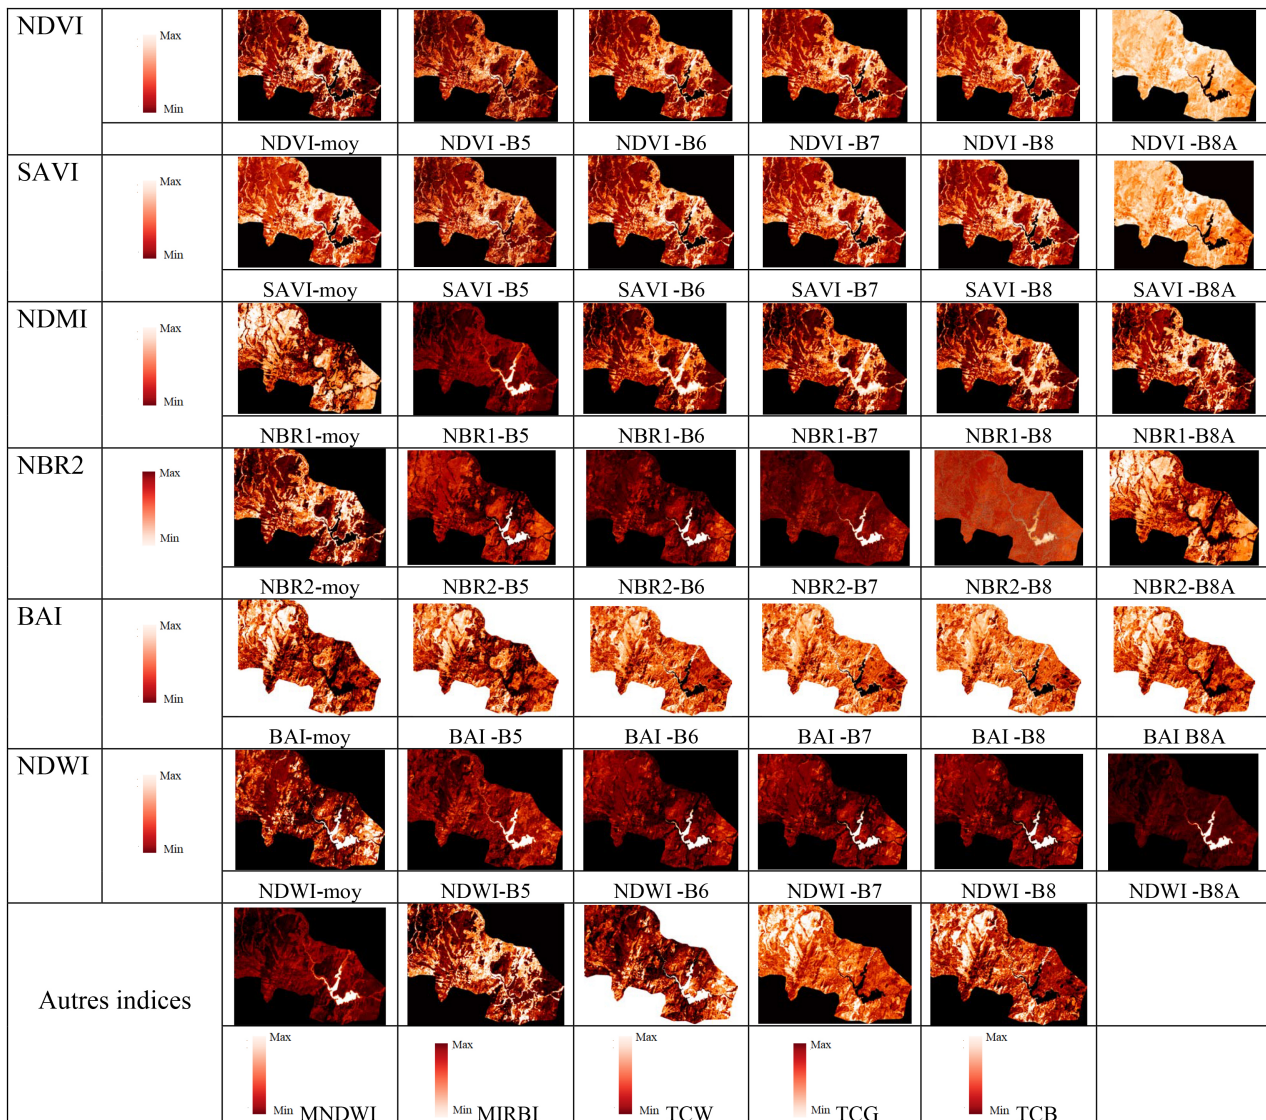 NDVI
Max
Min
NDVI-moy NDVI -B5 NDVI -B6 NDVI -B7 NDVI -B8 NDVI -B8A
SAVI
Max
Min
SAVI-moy SAVI -B5 SAVI -B6 SAVI -B7 SAVI -B8 SAVI -B8A
NDMI
Max
Min
NBR1-moy NBR1-B5 NBR1-B6 NBR1-B7 NBR1-B8 NBR1-B8A
NBR2
Max
Min
NBR2-moy NBR2-B5 NBR2-B6 NBR2-B7 NBR2-B8 NBR2-B8A
BAI
Max
Min
BAI-moy BAI -B5 BAI -B6 BAI -B7 BAI -B8 BAI B8A
NDWI
Max
Min
NDWI-moy NDWI-B5 NDWI -B6 NDWI -B7 NDWI -B8 NDWI -B8A
Autres indices
Max Max Max Max Max
Min MNDWI Min MIRBI Min TCW Min TCG Min TCB